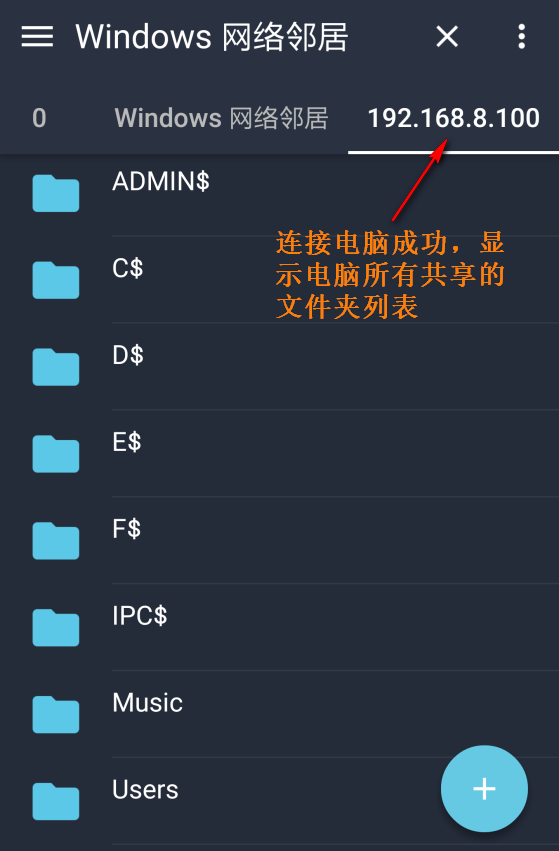 Windows 网络邻居
0 Windows 网络邻居 192.168.8.100
ADMIN$
连接电脑成功，显
示电脑所有共享的
文件夹列表
C$
D$
E$
F$
IPC$
Music
Users